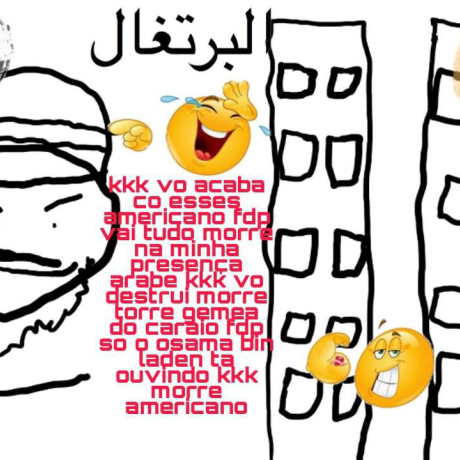 البرتغال
kkk vo acaba
co esses
americano fdp
vai tudo morre
na minha
presença
arabe kkk vo
destrui morre
torre gemea
do caraio fdp
so o osama bin
laden ta
ouvindo kkk
morre
americano